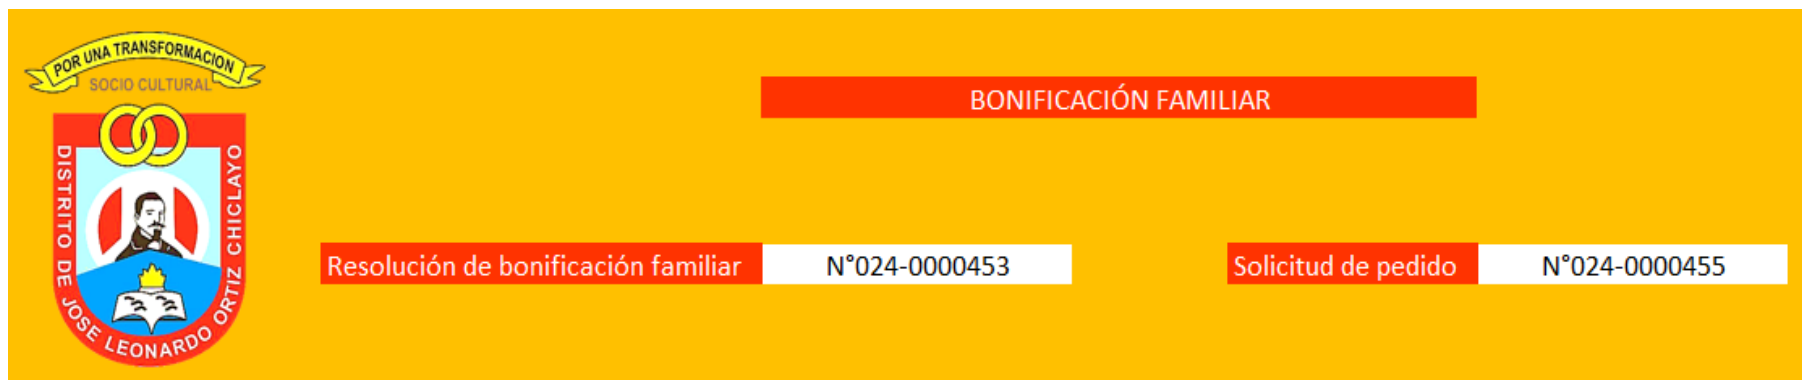 POR UNA TRANSFORMACION
SOCIO CULTURAL
DISTRITO DE JOSE LEONARDO ORTIZ CHICLAYO
BONIFICACIÓN FAMILIAR
Resolución de bonificación familiar N°024-0000453 Solicitud de pedido N°024-0000455